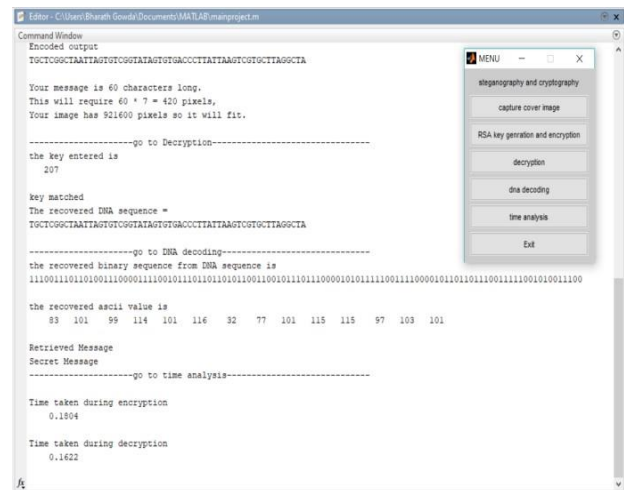 Editor - C:\Users\Bharath Gowda\Documents\MATLAB\mainproject.m
Command Window
Encoded output
TGCTCGGCTAATTAGTGTCGGTATAGTGTGACCCTTATTAAGTCGTGCTTAGGCTA
Your message is 60 characters long.
This will require 60 * 7 = 420 pixels,
Your image has 921600 pixels so it will fit.
--------------------go to Decryption------------------------------
the key entered is
207
key matched
The recovered DNA sequence =
TGCTCGGCTAATTAGTGTCGGTATAGTGTGACCCTTATTAAGTCGTGCTTAGGCTA
--------------------go to DNA decoding----------------------------
the recovered binary sequence from DNA sequence is
the recovered ascii value is
83 101 99 114 101 116 32 77 101 115 115 97 103 101
Retrieved Message
Secret Message
--------------------go to time analysis---------------------------
Time taken during encryption
0.1804
Time taken during decryption
0.1622
fx
MENU
steganography and cryptography
capture cover image
RSA key genration and encryption
decryption
dna decoding
time analysis
Exit